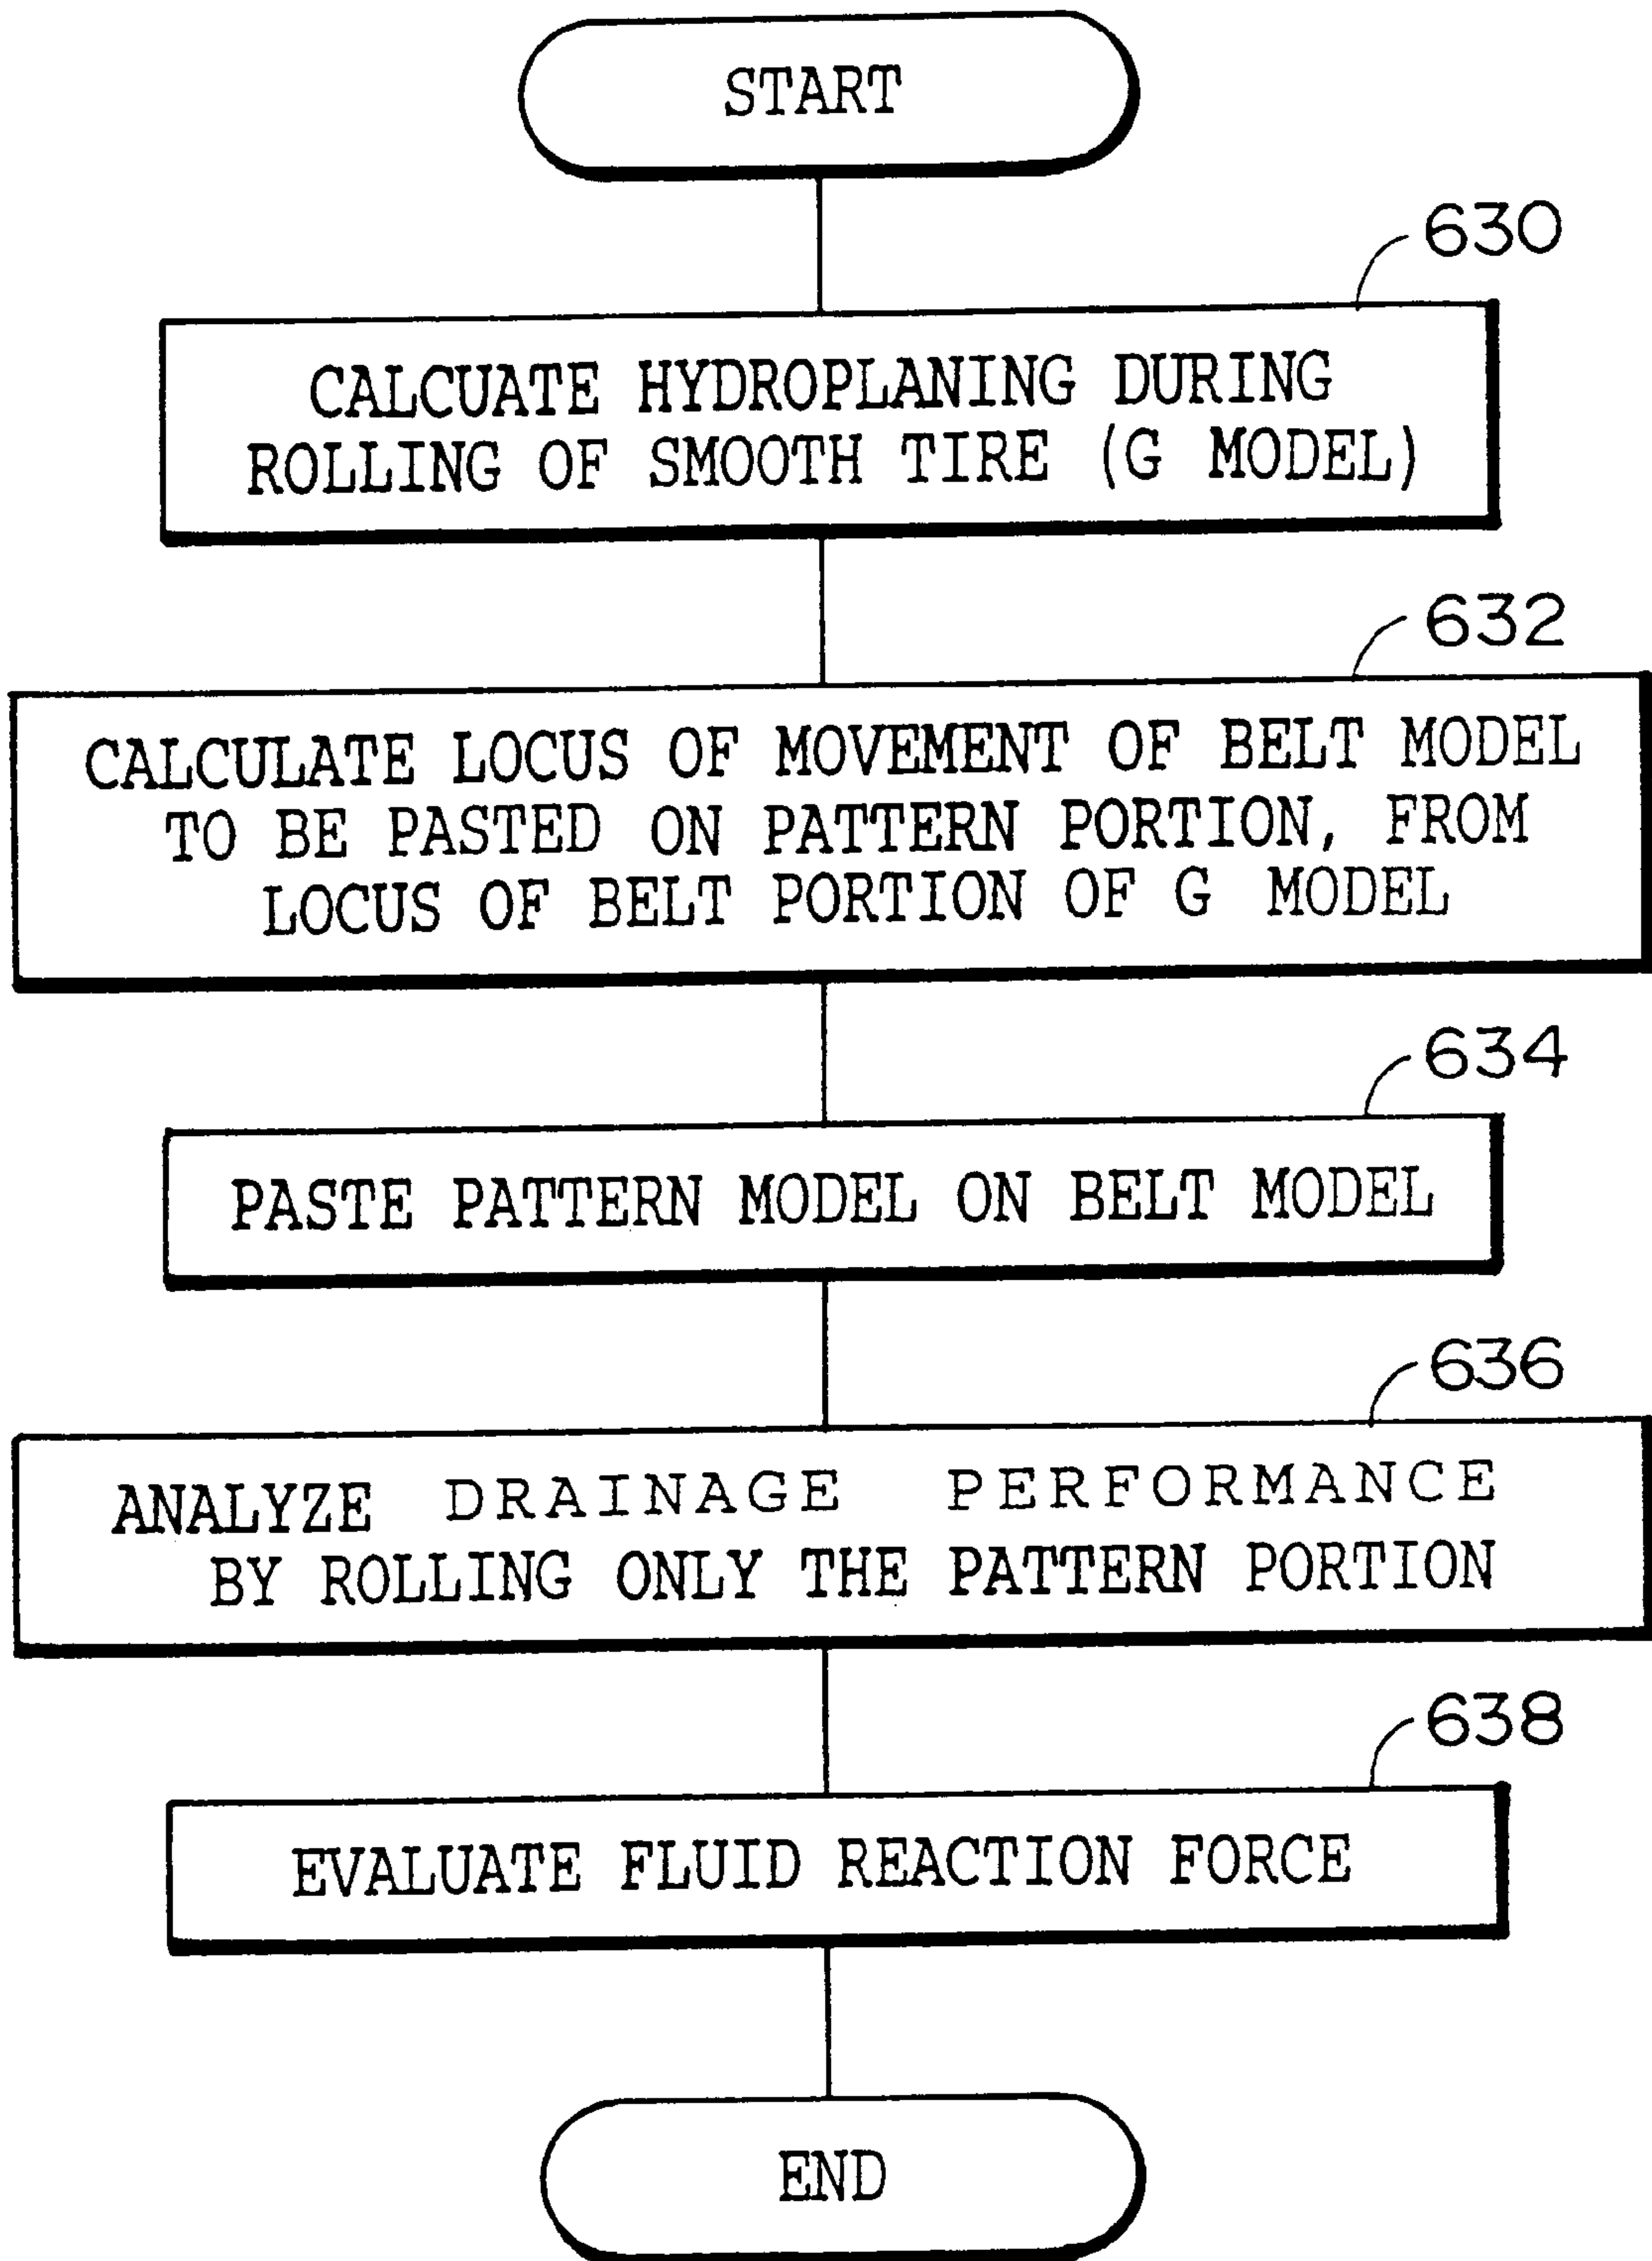 START
630
CALCUATE HYDROPLANING DURING
ROLLING OF SMOOTH TIRE (G MODEL)
632
CALCULATE LOCUS OF MOVEMENT OF BELT MODEL
TO BE PASTED ON PATTERN PORTION, FROM
LOCUS OF BELT PORTION OF G MODEL
634
PASTE PATTERN MODEL ON BELT MODEL
636
ANALYZE DRAINAGE PERFORMANCE
BY ROLLING ONLY THE PATTERN PORTION
638
EVALUATE FLUID REACTION FORCE
END